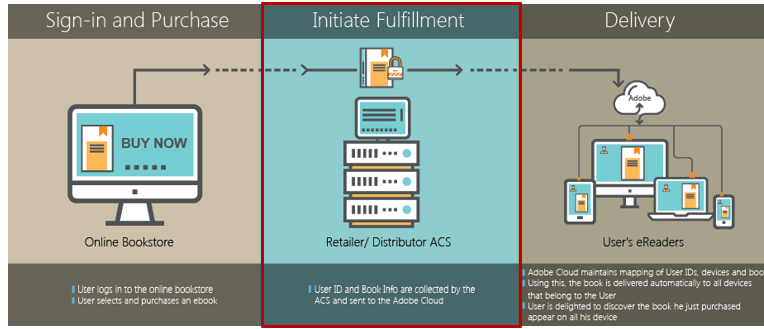 Sign-in and Purchase
Initiate Fulfillment
Delivery
BUY NOW
Adobe
Online Bookstore
Retailer/ Distributor ACS
User's eReaders
User logs in to the online bookstore
User selects and purchases an ebook
User ID and Book Info are collected by the
ACS and sent to the Adobe Cloud
Adobe Cloud maintains mapping of User IDs, devices and boo
Using this, the book is delivered automatically to all devices
that belong to the User
User is delighted to discover the book he just purchased
appear on all his device